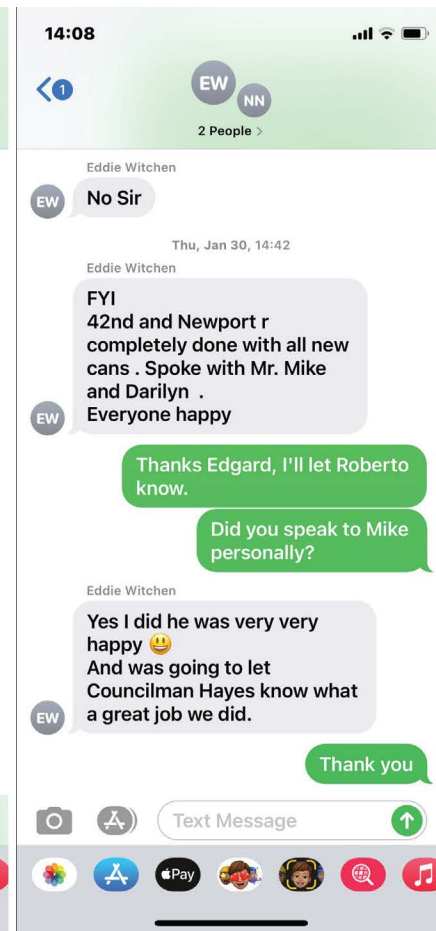 14:08
1
EW
NN
2 People >
Eddie Witchen
EW
No Sir
Thu, Jan 30, 14:42
Eddie Witchen
FYI
42nd and Newport r
completely done with all new
cans . Spoke with Mr. Mike
and Darilyn .
Everyone happy
EW
Thanks Edgard, I'll let Roberto
know.
Did you speak to Mike
personally?
Eddie Witchen
Yes I did he was very very
happy 😃
And was going to let
Councilman Hayes know what
a great job we did.
EW
Thank you
Text Message
Pay